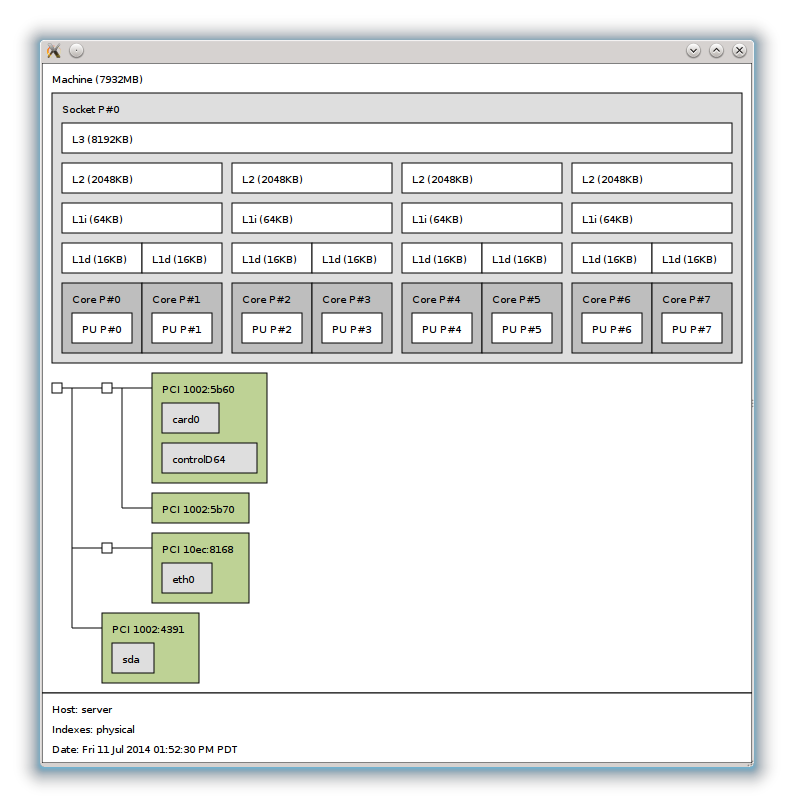 Machine (7932MB)
Socket P#0
L3 (8192KB)
L2 (2048KB) L2 (2048KB) L2 (2048KB) L2 (2048KB)
L1i (64KB) L1i (64KB) L1i (64KB) L1i (64KB)
L1d (16KB) L1d (16KB) L1d (16KB) L1d (16KB) L1d (16KB) L1d (16KB) L1d (16KB) L1d (16KB)
Core P#0 Core P#1 Core P#2 Core P#3 Core P#4 Core P#5 Core P#6 Core P#7
PU P#0 PU P#1 PU P#2 PU P#3 PU P#4 PU P#5 PU P#6 PU P#7
PCI 1002:5b60
card0
controlD64
PCI 1002:5b70
PCI 10ec:8168
eth0
PCI 1002:4391
sda
Host: server
Indexes: physical
Date: Fri 11 Jul 2014 01:52:30 PM PDT